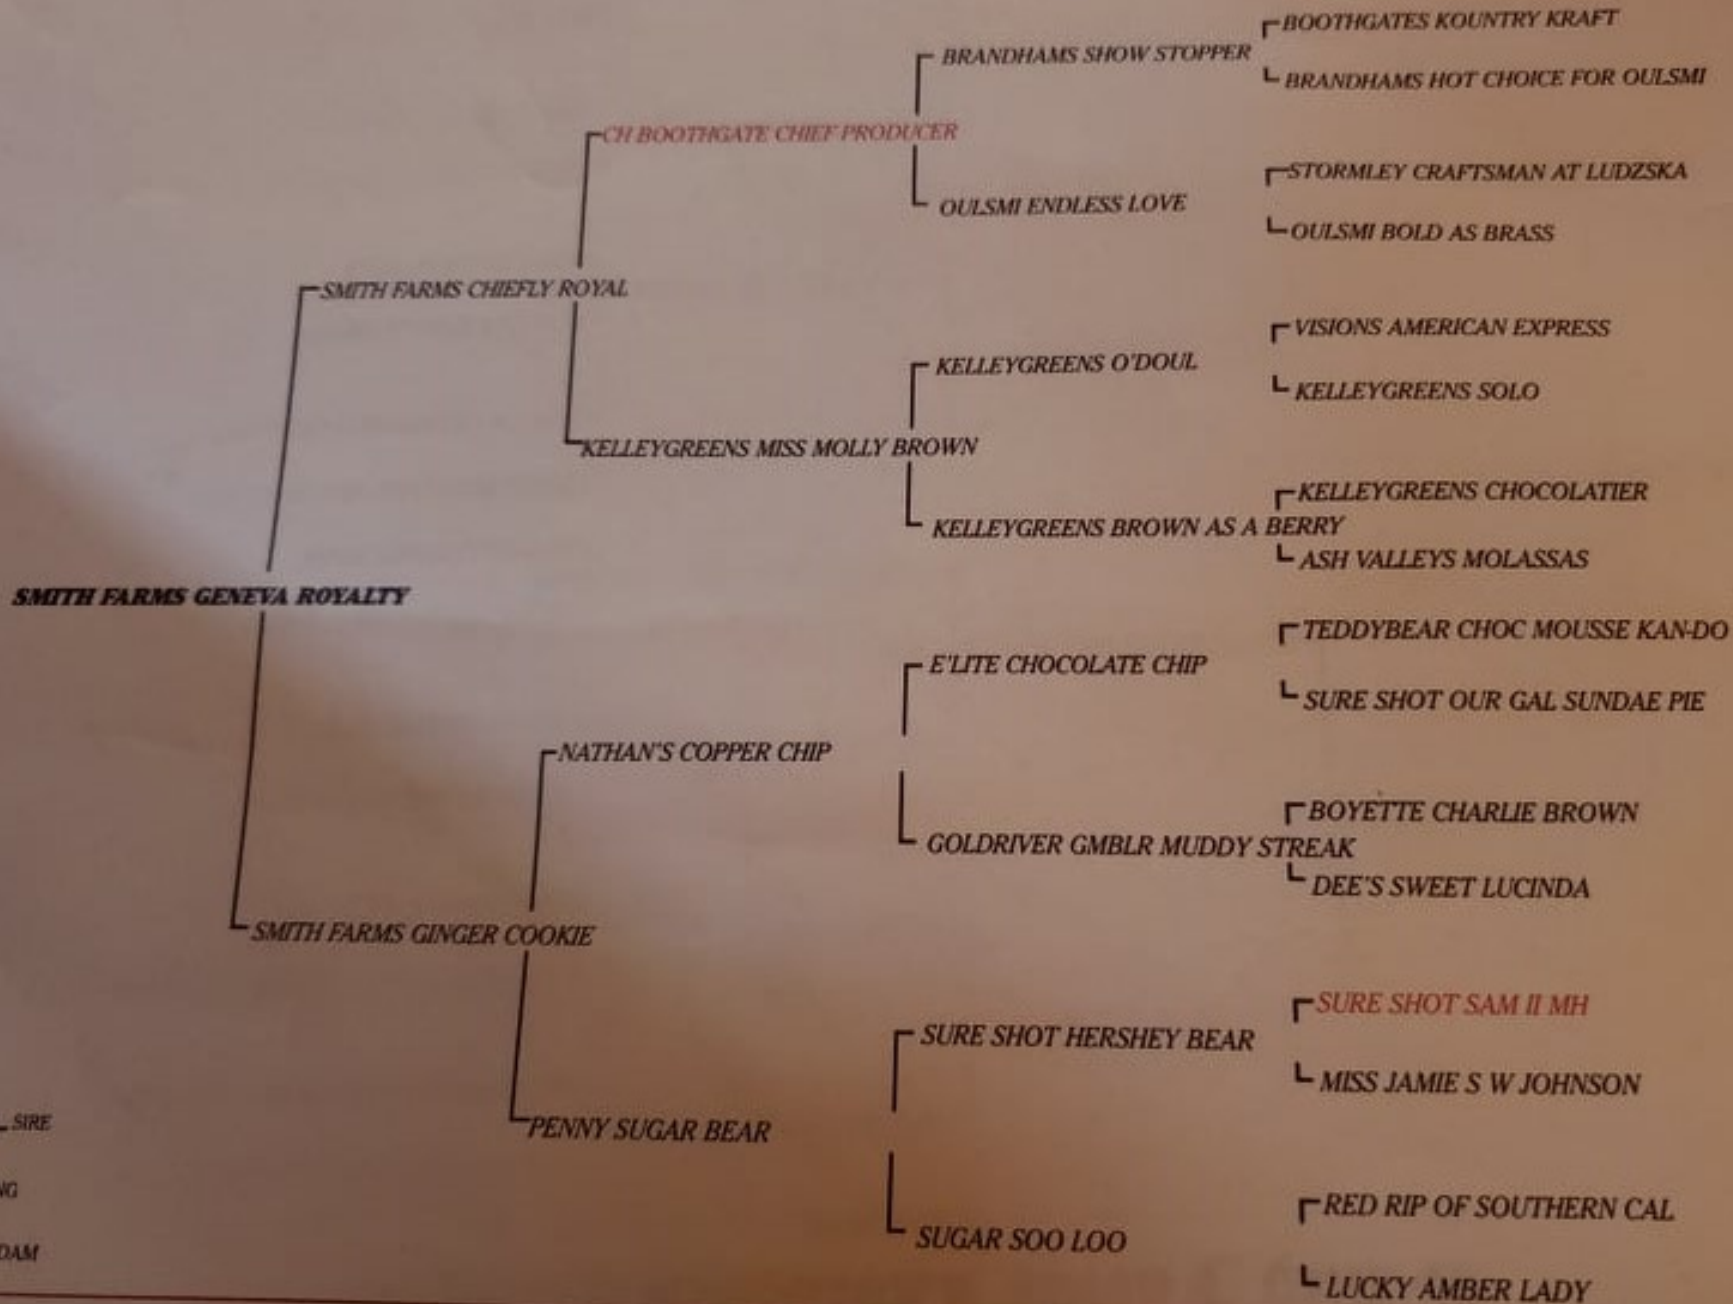 BOOTHGATES KOUNTRY KRAFT
BRANDHAMS SHOW STOPPER
BRANDHAMS HOT CHOICE FOR OULSMI
CH BOOTHGATE CHIEF PRODUCER
STORMLEY CRAFTSMAN AT LUDZSKA
OULSMI ENDLESS LOVE
OULSMI BOLD AS BRASS
SMITH FARMS CHIEFLY ROYAL
VISIONS AMERICAN EXPRESS
KELLEYGREENS O'DOUL
KELLEYGREENS SOLO
KELLEYGREENS MISS MOLLY BROWN
KELLEYGREENS CHOCOLATIER
KELLEYGREENS BROWN AS A BERRY
ASH VALLEYS MOLASSAS
SMITH FARMS GENEVA ROYALTY
TEDDYBEAR CHOC MOUSSE KAN-DO
E'LITE CHOCOLATE CHIP
SURE SHOT OUR GAL SUNDAE PIE
NATHAN'S COPPER CHIP
BOYETTE CHARLIE BROWN
GOLDRIVER GMBLR MUDDY STREAK
DEE'S SWEET LUCINDA
SMITH FARMS GINGER COOKIE
SURE SHOT SAM II MH
SURE SHOT HERSHEY BEAR
MISS JAMIE S W JOHNSON
PENNY SUGAR BEAR
RED RIP OF SOUTHERN CAL
SUGAR SOO LOO
LUCKY AMBER LADY
SIRE
NG
DAM